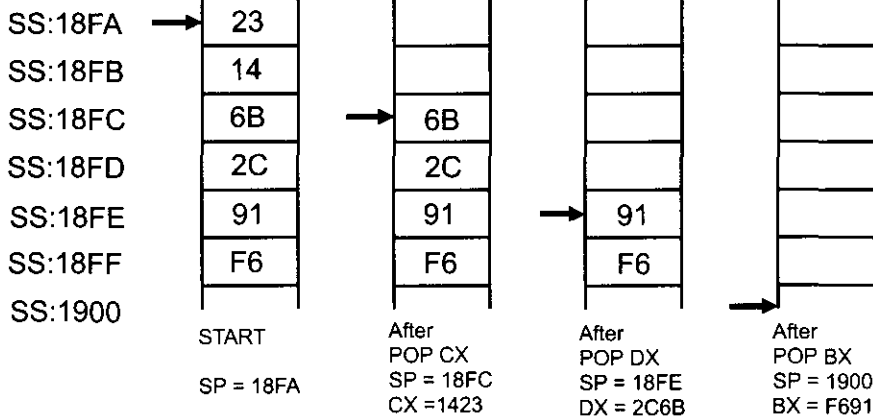 SS:18FA 23
SS:18FB 14
SS:18FC 6B 6B
SS:18FD 2C 2C
SS:18FE 91 91 91
SS:18FF F6 F6 F6
SS:1900
START
SP = 18FA
After
POP CX
SP = 18FC
CX =1423
After
POP DX
SP = 18FE
DX = 2C6B
After
POP BX
SP = 1900
BX = F691